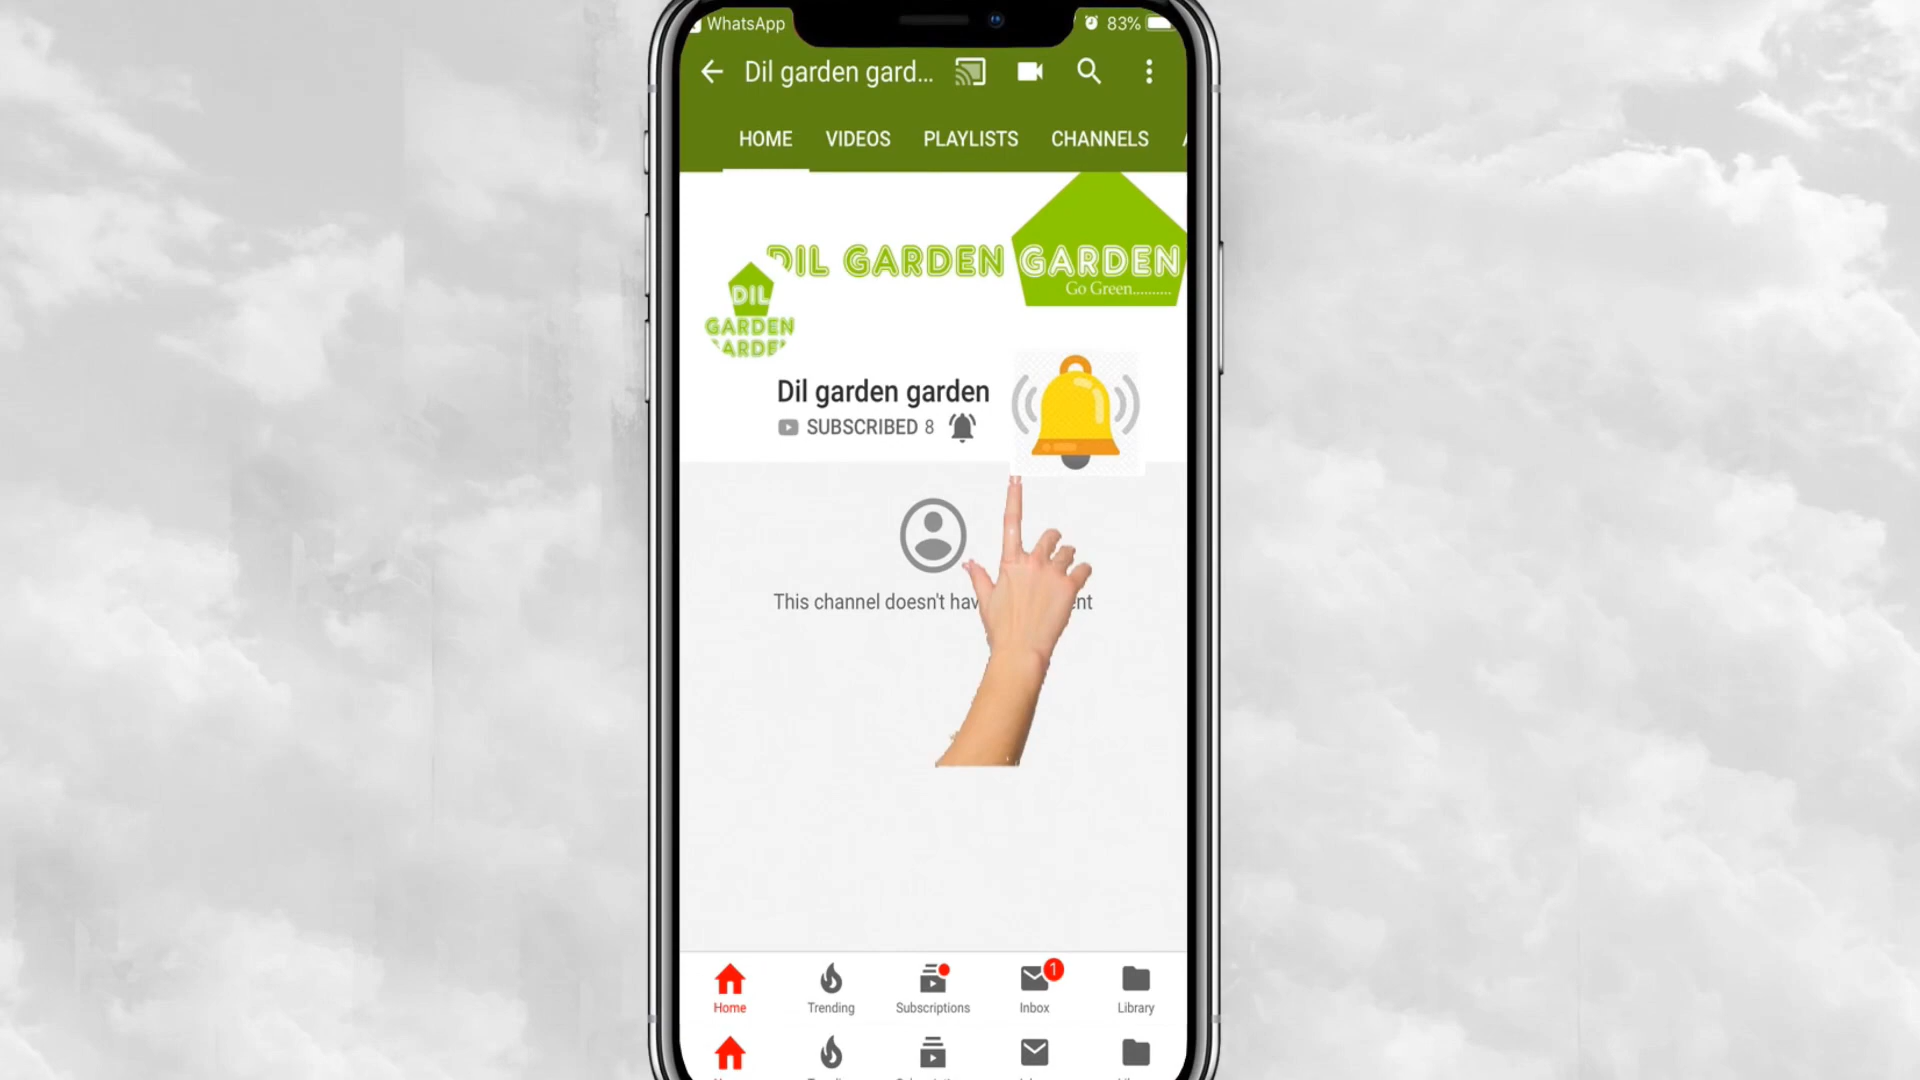 WhatsApp
83%
Dil garden gard...
HOME VIDEOS PLAYLISTS CHANNELS
DIL GARDEN GARDEN
Go Green..........
DIL
GARDEN
GARDEN
Dil garden garden
SUBSCRIBED 8
This channel doesn't hav
nt
1
Home Trending Subscriptions Inbox Library